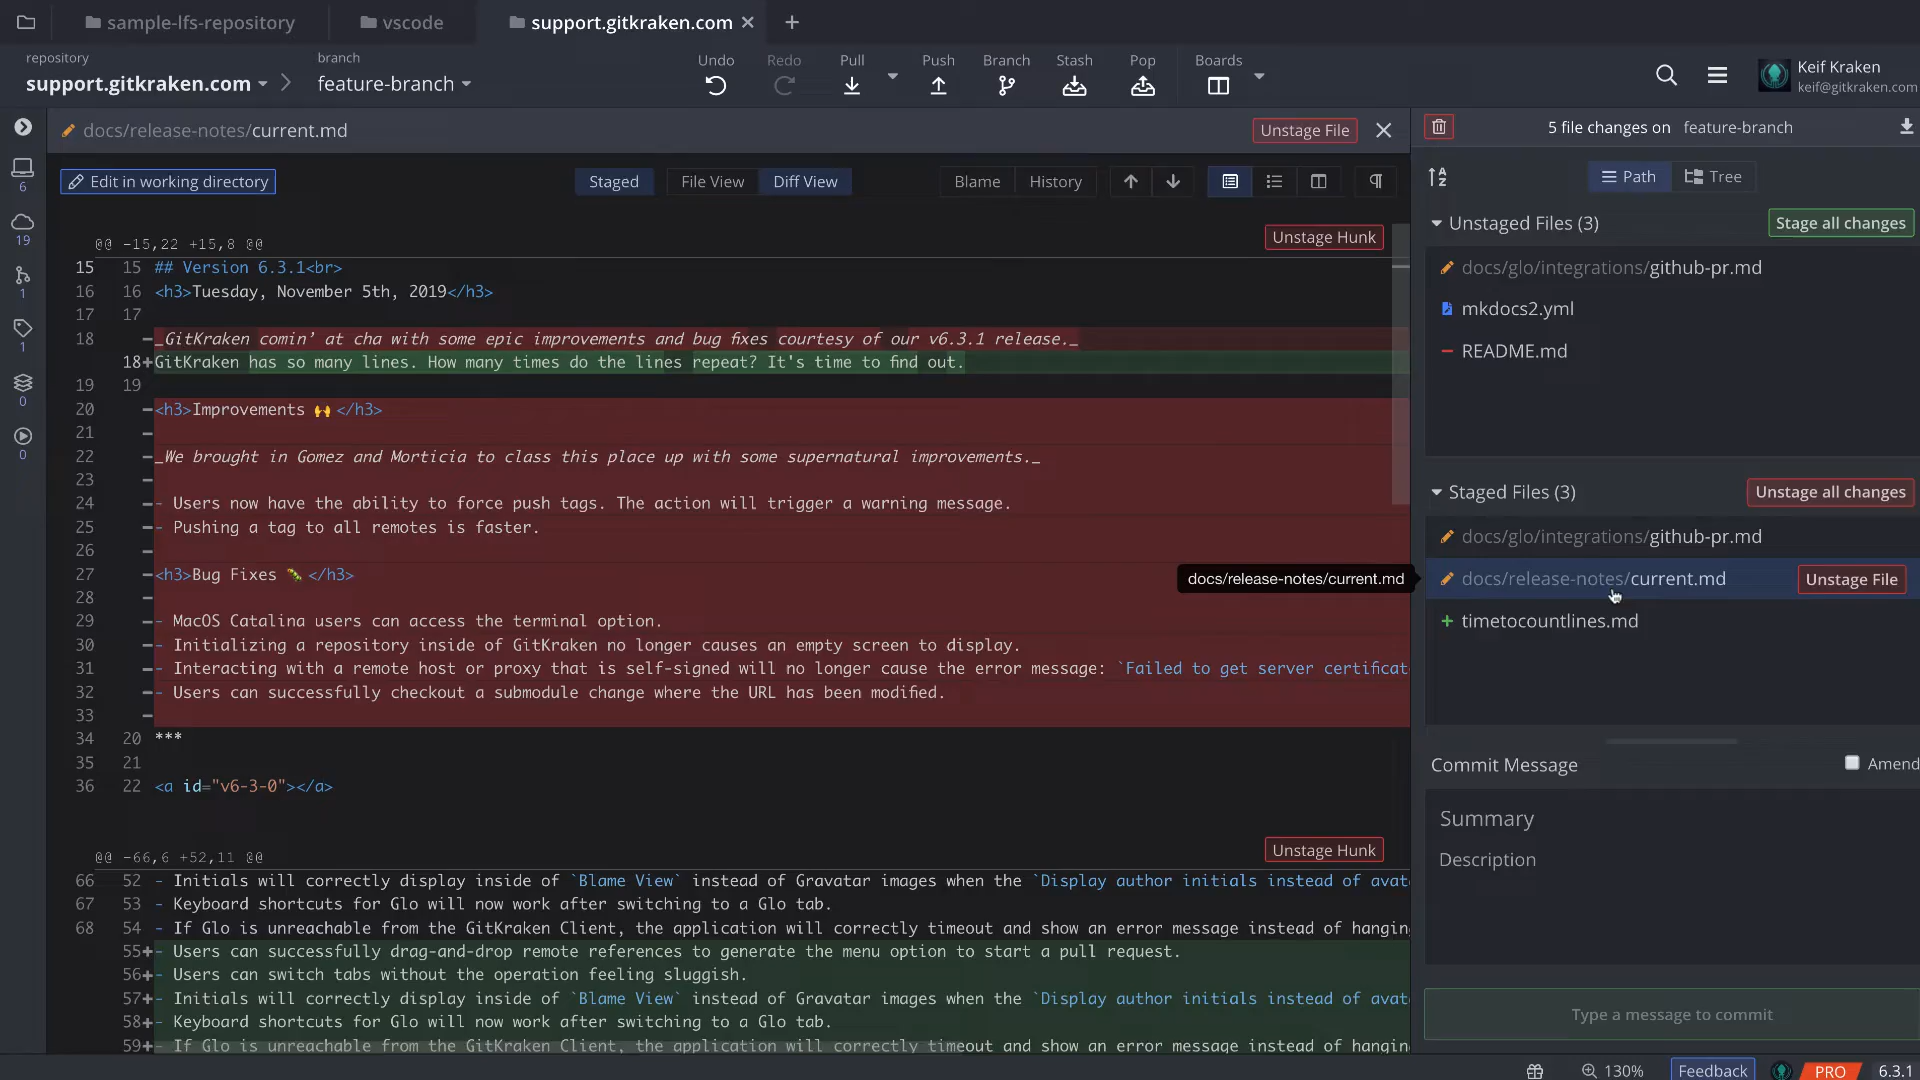 sample-lfs-repository
vscode
support.gitkraken.com
repository
support.gitkraken.com
branch
feature-branch
Undo
Redo
Pull
Push
Branch
Stash
Pop
Boards
Keif Kraken
keif@gitkraken.com
docs/release-notes/current.md
Unstage File
5 file changes on feature-branch
6
19
1
1
0
0
Edit in working directory
Staged
File View
Diff View
Blame
History
Path
Tree
@@ -15,22 +15,8 @@
Unstage Hunk
15 15 ## Version 6.3.1<br>
16 16 <h3>Tuesday, November 5th, 2019</h3>
17 17
18 −_GitKraken comin’ at cha with some epic improvements and bug fixes courtesy of our v6.3.1 release._
18+GitKraken has so many lines. How many times do the lines repeat? It's time to find out.
19 19
20 −<h3>Improvements 🙌 </h3>
21 −
22 −_We brought in Gomez and Morticia to class this place up with some supernatural improvements._
23 −
24 −- Users now have the ability to force push tags. The action will trigger a warning message.
25 −- Pushing a tag to all remotes is faster.
26 −
27 −<h3>Bug Fixes 🐛 </h3>
28 −
29 −- MacOS Catalina users can access the terminal option.
30 −- Initializing a repository inside of GitKraken no longer causes an empty screen to display.
31 −- Interacting with a remote host or proxy that is self-signed will no longer cause the error message: `Failed to get server certificat
32 −- Users can successfully checkout a submodule change where the URL has been modified.
33 −
34 20 ***
35 21
36 22 <a id="v6-3-0"></a>
@@ -66,6 +52,11 @@
Unstage Hunk
66 52 - Initials will correctly display inside of `Blame View` instead of Gravatar images when the `Display author initials instead of avat
67 53 - Keyboard shortcuts for Glo will now work after switching to a Glo tab.
68 54 - If Glo is unreachable from the GitKraken Client, the application will correctly timeout and show an error message instead of hangin
55+- Users can successfully drag-and-drop remote references to generate the menu option to start a pull request.
56+- Users can switch tabs without the operation feeling sluggish.
57+- Initials will correctly display inside of `Blame View` instead of Gravatar images when the `Display author initials instead of avat
58+- Keyboard shortcuts for Glo will now work after switching to a Glo tab.
59+- If Glo is unreachable from the GitKraken Client, the application will correctly timeout and show an error message instead of hangin
Unstaged Files (3)
Stage all changes
docs/glo/integrations/github-pr.md
mkdocs2.yml
README.md
Staged Files (3)
Unstage all changes
docs/glo/integrations/github-pr.md
docs/release-notes/current.md
docs/release-notes/current.md
Unstage File
timetocountlines.md
Commit Message
Amend
Summary
Description
Type a message to commit
130%
Feedback
PRO
6.3.1